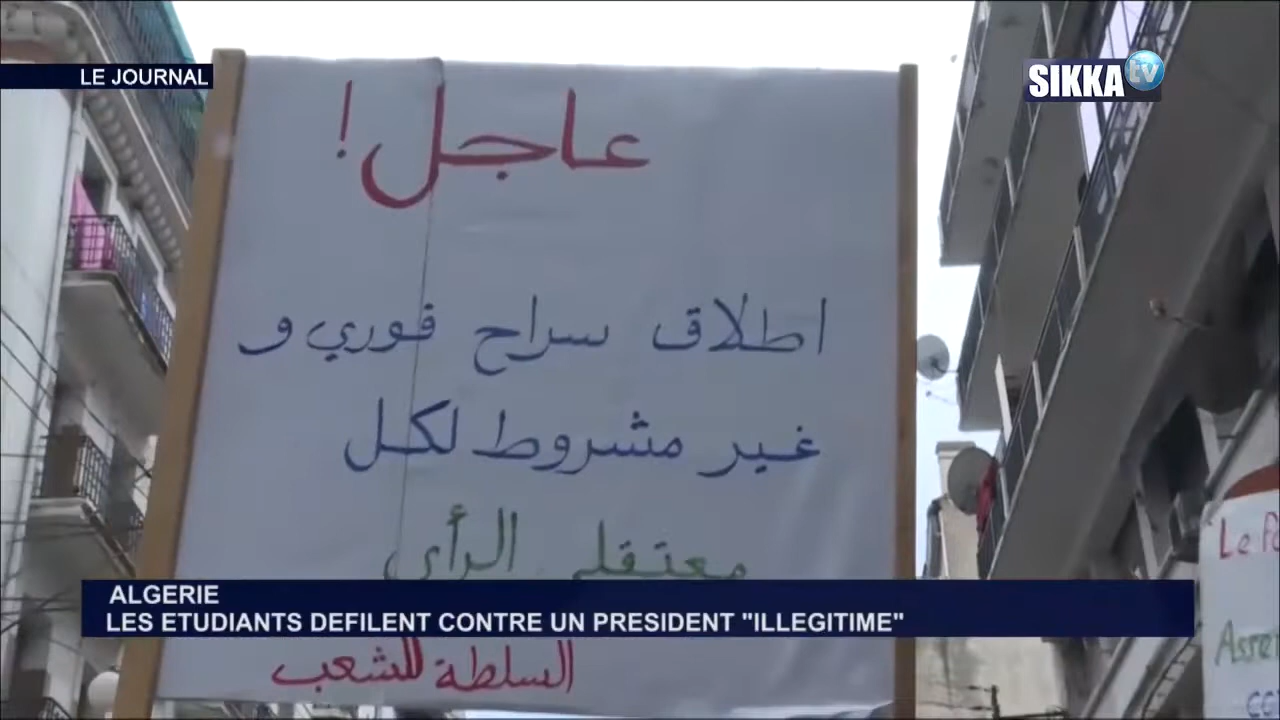 LE JOURNAL
SIKKA tv
عاجل!
اطلاق سراح فوري و
غير مشروط لكل
معتقلي الرأي
ALGERIE
LES ETUDIANTS DEFILENT CONTRE UN PRESIDENT "ILLEGITIME"
السلطة للشعب
Le